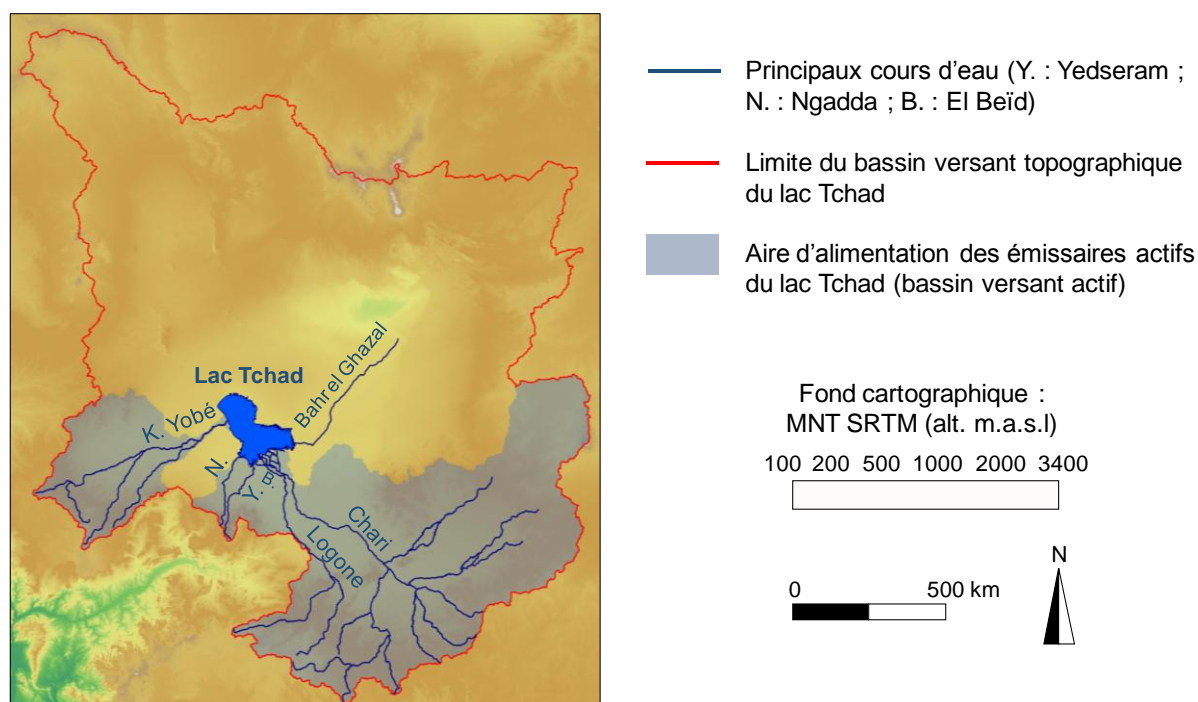 Lac Tchad
K. Yobé
Bahr el Ghazal
N.
Y.
B.
Chari
Logone
Principaux cours d'eau (Y. : Yedseram ;
N. : Ngadda ; B. : El Beïd)
Limite du bassin versant topographique
du lac Tchad
Aire d'alimentation des émissaires actifs
du lac Tchad (bassin versant actif)
Fond cartographique :
MNT SRTM (alt. m.a.s.l)
100 200 500 1000 2000 3400
0 500 km
N